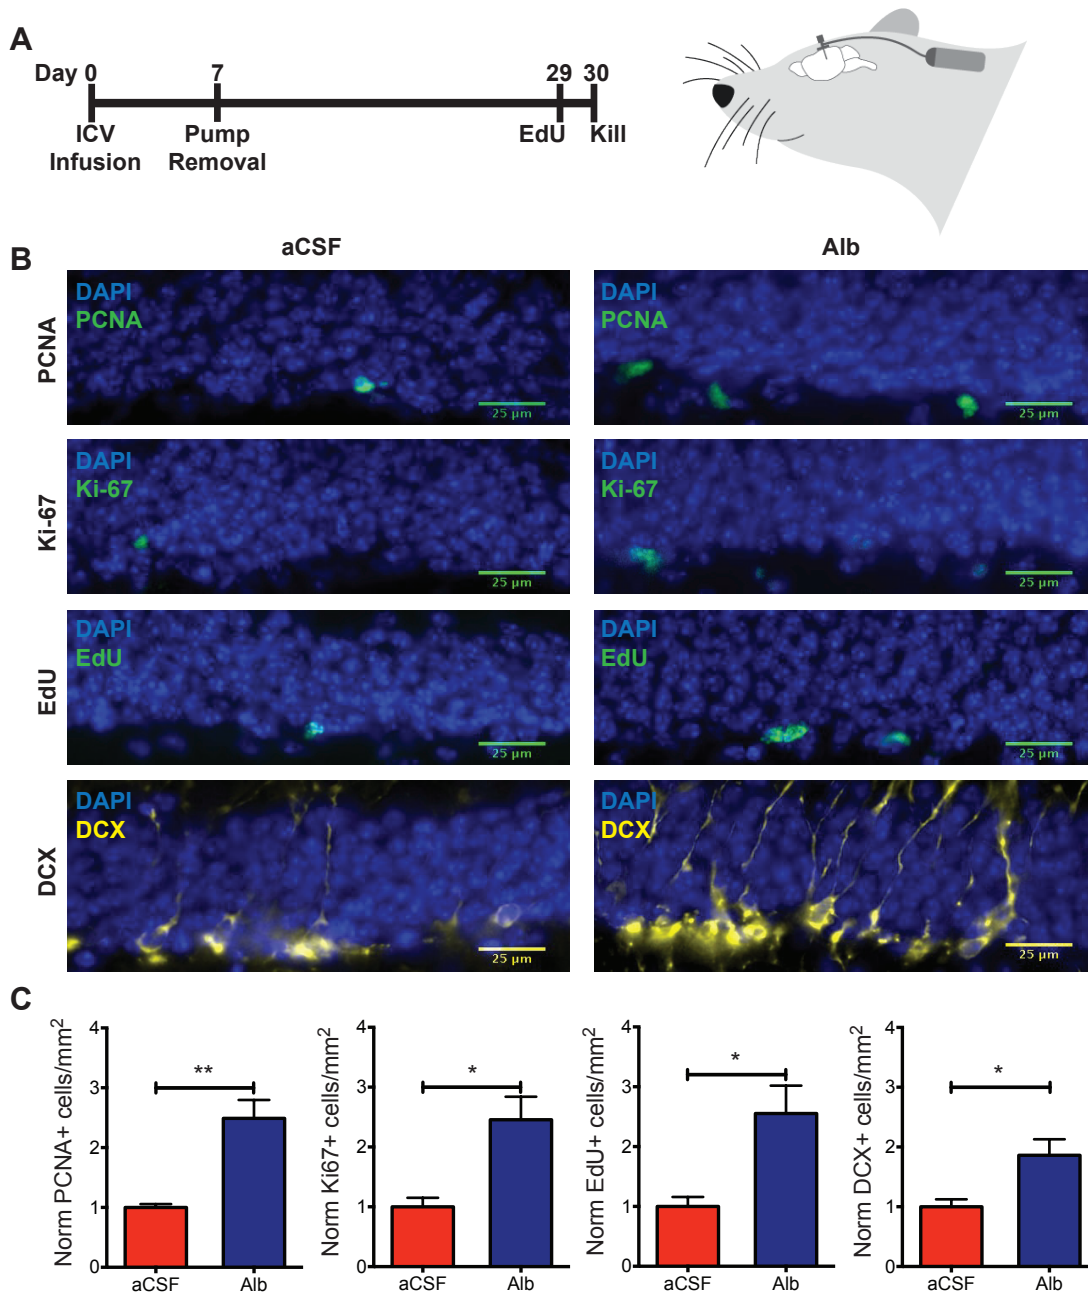 A
Day 0 7 29 30
ICV Infusion
Pump Removal
EdU
Kill
B
aCSF
Alb
PCNA
DAPI
PCNA
25 µm
DAPI
PCNA
25 µm
Ki-67
DAPI
Ki-67
25 µm
DAPI
Ki-67
25 µm
EdU
DAPI
EdU
25 µm
DAPI
EdU
25 µm
DCX
DAPI
DCX
25 µm
DAPI
DCX
25 µm
C
Norm PCNA+ cells/mm²
4
3
2
1
0
**
aCSF
Alb
Norm Ki67+ cells/mm²
4
3
2
1
0
*
aCSF
Alb
Norm EdU+ cells/mm²
4
3
2
1
0
*
aCSF
Alb
Norm DCX+ cells/mm²
4
3
2
1
0
*
aCSF
Alb